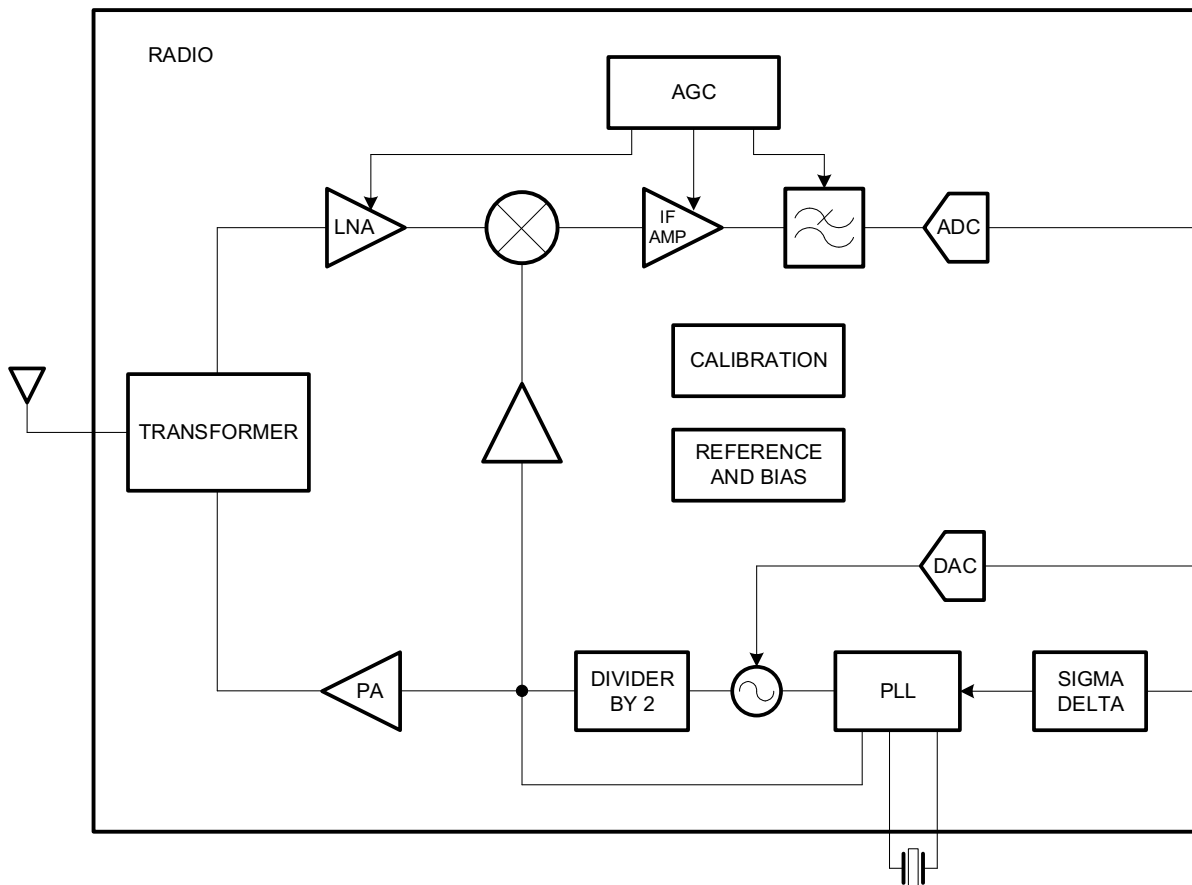 RADIO
AGC
LNA
IF
AMP
ADC
CALIBRATION
TRANSFORMER
REFERENCE
AND BIAS
DAC
PA
DIVIDER
BY 2
PLL
SIGMA
DELTA